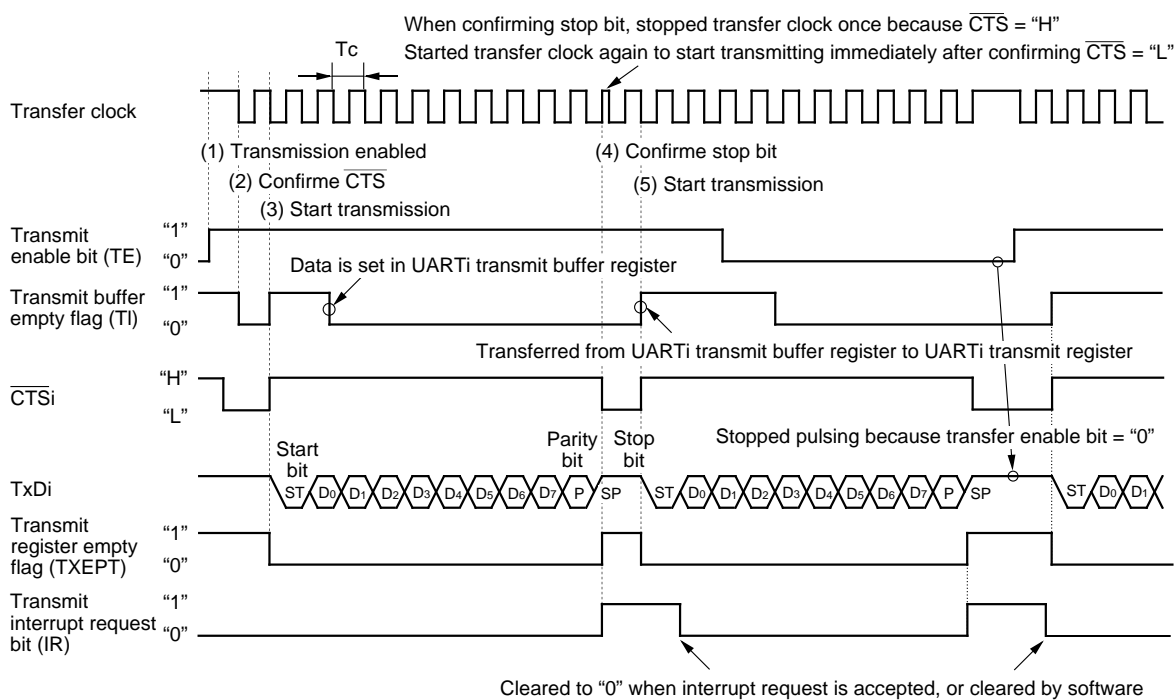 When confirming stop bit, stopped transfer clock once because CTS = “H”
Started transfer clock again to start transmitting immediately after confirming CTS = “L”
Tc
Transfer clock
(1) Transmission enabled
(4) Confirme stop bit
(2) Confirme CTS
(5) Start transmission
(3) Start transmission
Transmit
enable bit (TE)
“1”
“0”
Data is set in UARTi transmit buffer register
Transmit buffer
empty flag (TI)
“1”
“0”
Transferred from UARTi transmit buffer register to UARTi transmit register
CTSi
“H”
“L”
Stopped pulsing because transfer enable bit = “0”
Start
bit
Parity
bit
Stop
bit
TxDi
ST D0 D1 D2 D3 D4 D5 D6 D7 P SP ST D0 D1 D2 D3 D4 D5 D6 D7 P SP ST D0 D1
Transmit
register empty
flag (TXEPT)
“1”
“0”
Transmit
interrupt request
bit (IR)
“1”
“0”
Cleared to “0” when interrupt request is accepted, or cleared by software